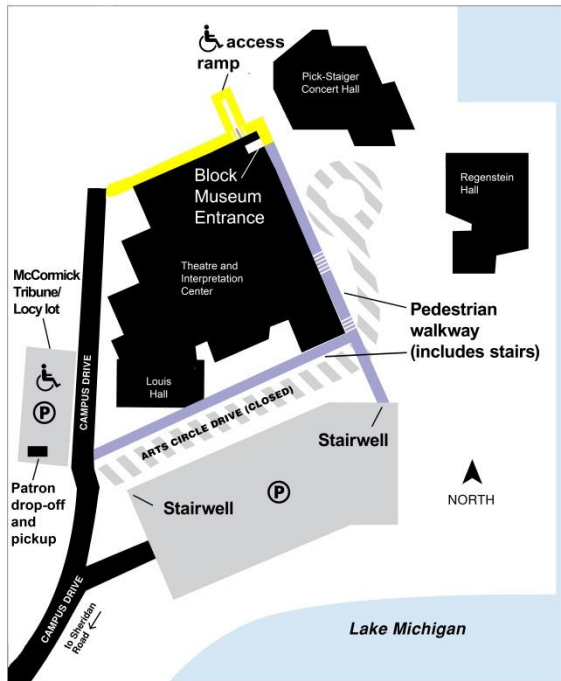 access
ramp
Pick-Staiger
Concert Hall
Block
Museum
Entrance
Regenstein
Hall
McCormick
Tribune/
Locy lot
Theatre and
Interpretation
Center
Pedestrian
walkway
(includes stairs)
CAMPUS DRIVE
P
Louis
Hall
ARTS CIRCLE DRIVE (CLOSED)
Stairwell
Patron
drop-off
and
pickup
Stairwell
P
NORTH
CAMPUS DRIVE
to Sheridan
Road
Lake Michigan